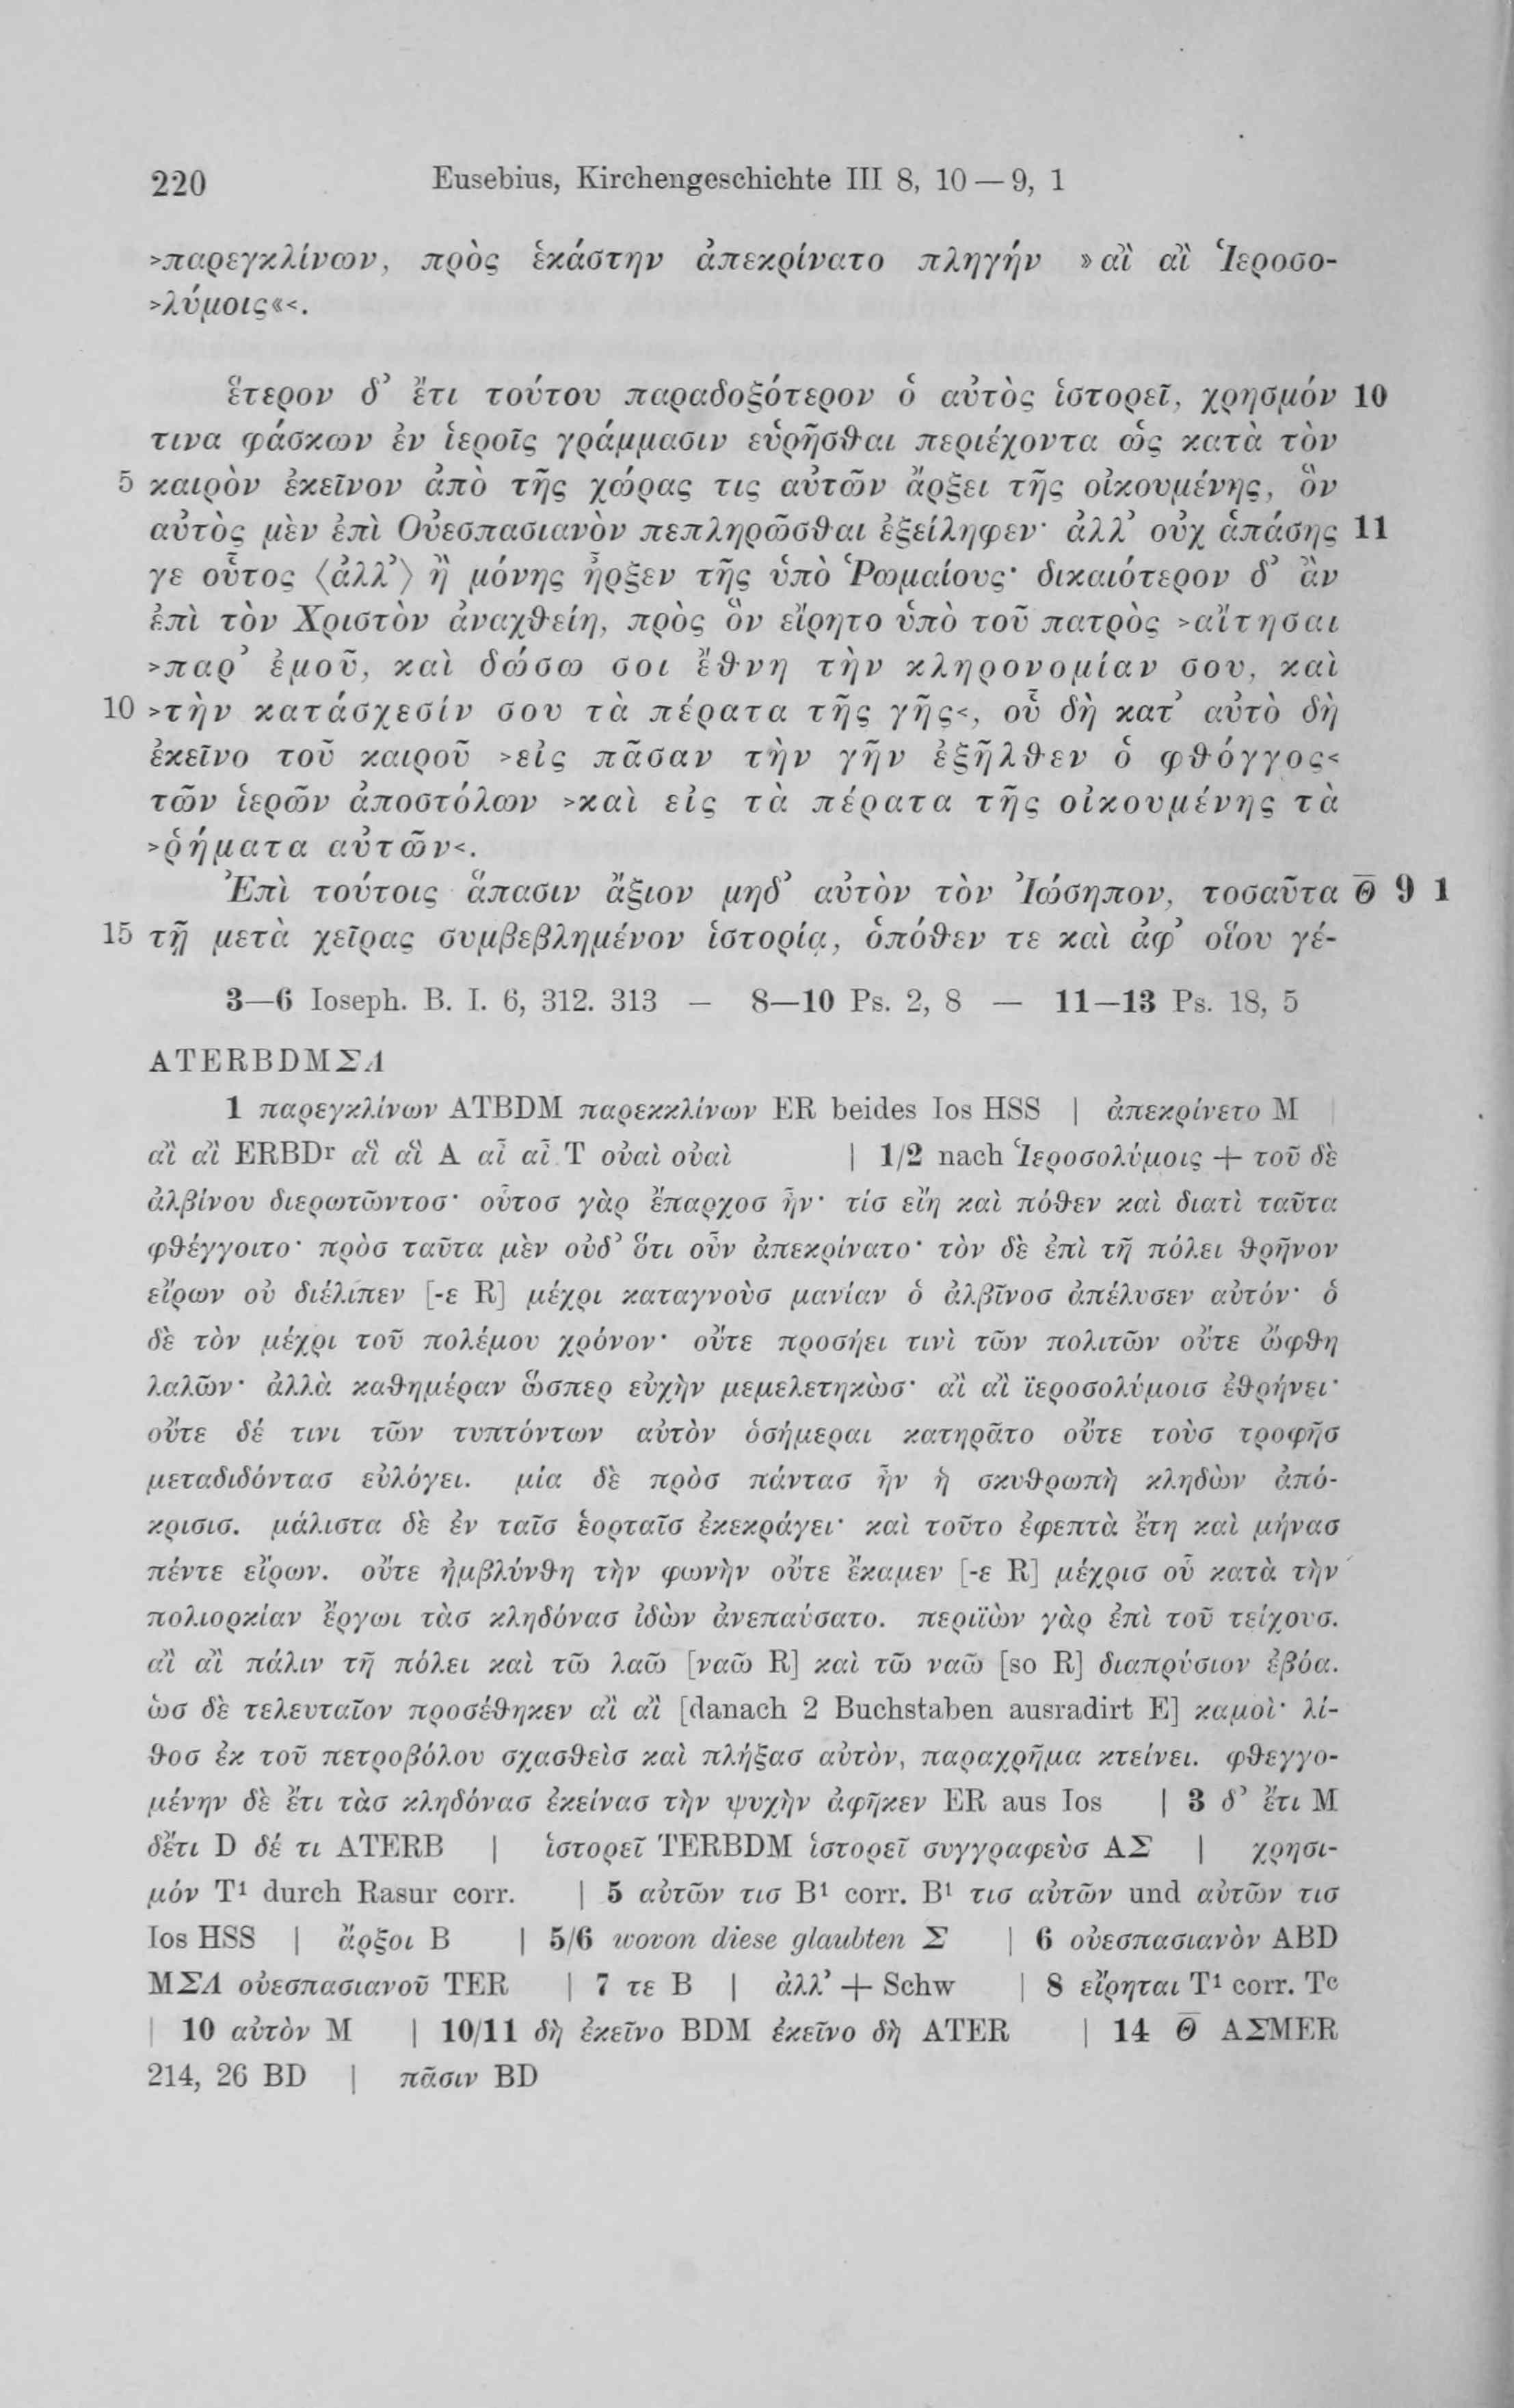 220 Eusebius, Kirchengeschichte III 8, 10 — 9, 1
>παρεγκλίνων, πρὸς ἑκάστην ἀπεκρίνατο πληγήν »αἲ αἲ Ἱεροσο-
>λύμοις«<.
ἕτερον δ’ ἔτι τούτου παραδοξότερον ὁ αὐτὸς ἱστορεῖ, χρησμόν 10
τινα φάσκων ἐν ἱεροῖς γράμμασιν εὑρῆσθαι περιέχοντα ὡς κατὰ τὸν
5 καιρὸν ἐκεῖνον ἀπὸ τῆς χώρας τις αὐτῶν ἄρξει τῆς οἰκουμένης, ὃν
αὐτὸς μὲν ἐπὶ Οὐεσπασιανὸν πεπληρῶσθαι ἐξείληφεν· ἀλλ’ οὐχ ἁπάσης 11
γε οὗτος ⟨ἀλλ’⟩ ἢ μόνης ἦρξεν τῆς ὑπὸ Ῥωμαίους· δικαιότερον δ’ ἂν
ἐπὶ τὸν Χριστὸν ἀναχθείη, πρὸς ὃν εἴρητο ὑπὸ τοῦ πατρὸς >αἴτησαι
>παρ’ ἐμοῦ, καὶ δώσω σοι ἔθνη τὴν κληρονομίαν σου, καὶ
10 >τὴν κατάσχεσίν σου τὰ πέρατα τῆς γῆς<, οὗ δὴ κατ’ αὐτὸ δὴ
ἐκεῖνο τοῦ καιροῦ >εἰς πᾶσαν τὴν γῆν ἐξῆλθεν ὁ φθόγγος<
τῶν ἱερῶν ἀποστόλων >καὶ εἰς τὰ πέρατα τῆς οἰκουμένης τὰ
>ῥήματα αὐτῶν<.
Ἐπὶ τούτοις ἅπασιν ἄξιον μηδ’ αὐτὸν τὸν Ἰώσηπον, τοσαῦτα Θ̅ 9 1
15 τῇ μετὰ χεῖρας συμβεβλημένον ἱστορίᾳ, ὁπόθεν τε καὶ ἀφ’ οἵου γέ-
3—6 Ioseph. B. I. 6, 312. 313 — 8—10 Ps. 2, 8 — 11—13 Ps. 18, 5
ATERBDMΣΛ
1 παρεγκλίνων ATBDM παρεκκλίνων ER beides Ios HSS | ἀπεκρίνετο M
αἲ αἲ ERBDr αἳ αἳ A αἶ αἶ T οὐαὶ οὐαὶ | 1/2 nach Ἱεροσολύμοις + τοῦ δὲ
ἀλβίνου διερωτῶντοσ· οὗτοσ γὰρ ἔπαρχοσ ἦν· τίσ εἴη καὶ πόθεν καὶ διατὶ ταῦτα
φθέγγοιτο· πρὸσ ταῦτα μὲν οὐδ’ ὅτι οὖν ἀπεκρίνατο· τὸν δὲ ἐπὶ τῆ πόλει θρῆνον
εἴρων οὐ διέλιπεν [-ε R] μέχρι καταγνοὺσ μανίαν ὁ ἀλβῖνοσ ἀπέλυσεν αὐτόν· ὁ
δὲ τὸν μέχρι τοῦ πολέμου χρόνον· οὔτε προσήει τινὶ τῶν πολιτῶν οὔτε ὤφθη
λαλῶν· ἀλλὰ καθημέραν ὥσπερ εὐχὴν μεμελετηκὼσ· αἲ αἲ ϊεροσολύμοισ ἐθρήνει·
οὔτε δέ τινι τῶν τυπτόντων αὐτὸν ὁσήμεραι κατηρᾶτο οὔτε τοὺσ τροφῆσ
μεταδιδόντασ εὐλόγει. μία δὲ πρὸσ πάντασ ἦν ἡ σκυθρωπὴ κληδὼν ἀπό-
κρισισ. μάλιστα δὲ ἐν ταῖσ ἑορταῖσ ἐκεκράγει· καὶ τοῦτο ἐφεπτὰ ἔτη καὶ μήνασ
πέντε εἴρων. οὔτε ἠμβλύνθη τὴν φωνὴν οὔτε ἔκαμεν [-ε R] μέχρισ οὗ κατὰ τὴν
πολιορκίαν ἔργωι τὰσ κληδόνασ ἰδὼν ἀνεπαύσατο. περιϊὼν γὰρ ἐπὶ τοῦ τείχουσ.
αἲ αἲ πάλιν τῆ πόλει καὶ τῶ λαῶ [ναῶ R] καὶ τῶ ναῶ [so R] διαπρύσιον ἐβόα.
ὡσ δὲ τελευταῖον προσέθηκεν αἲ αἲ [danach 2 Buchstaben ausradirt E] καμοὶ· λί-
θοσ ἐκ τοῦ πετροβόλου σχασθεὶσ καὶ πλήξασ αὐτὸν, παραχρῆμα κτείνει. φθεγγο-
μένην δὲ ἔτι τὰσ κληδόνασ ἐκείνασ τὴν ψυχὴν ἀφῆκεν ER aus Ios | 3 δ’ ἔτι M
δἔτι D δέ τι ATERB | ἱστορεῖ TERBDM ἱστορεῖ συγγραφεὺσ AΣ | χρησι-
μόν T¹ durch Rasur corr. | 5 αὐτῶν τισ B¹ corr. B¹ τισ αὐτῶν und αὐτῶν τισ
Ios HSS | ἄρξοι B | 5/6 wovon diese glaubten Σ | 6 οὐεσπασιανὸν ABD
MΣΛ οὐεσπασιανοῦ TER | 7 τε B | ἀλλ’ + Schw | 8 εἴρηται T¹ corr. Tᶜ
| 10 αὐτὸν M | 10/11 δὴ ἐκεῖνο BDM ἐκεῖνο δὴ ATER | 14 Θ̅ AΣMER
214, 26 BD | πᾶσιν BD